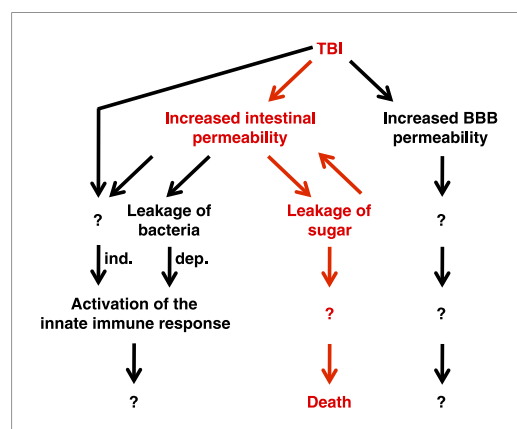 TBI
Increased intestinal
permeability
Increased BBB
permeability
?
Leakage of
bacteria
Leakage of
sugar
?
ind.
dep.
Activation of the
innate immune response
?
?
?
Death
?